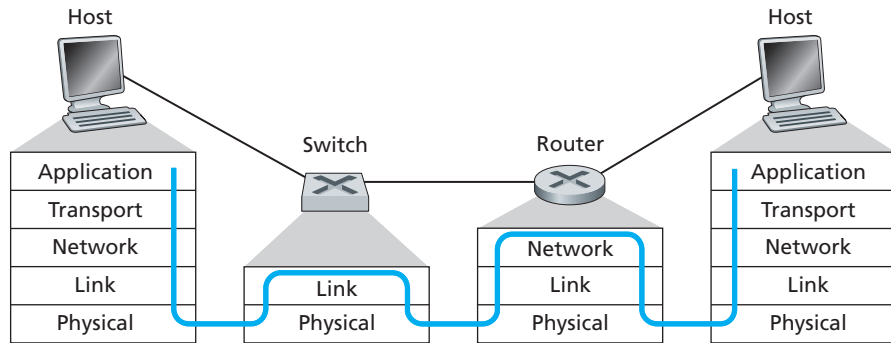 Host
Host
Switch
Router
Application
Transport
Network
Link
Physical
Link
Physical
Network
Link
Physical
Application
Transport
Network
Link
Physical